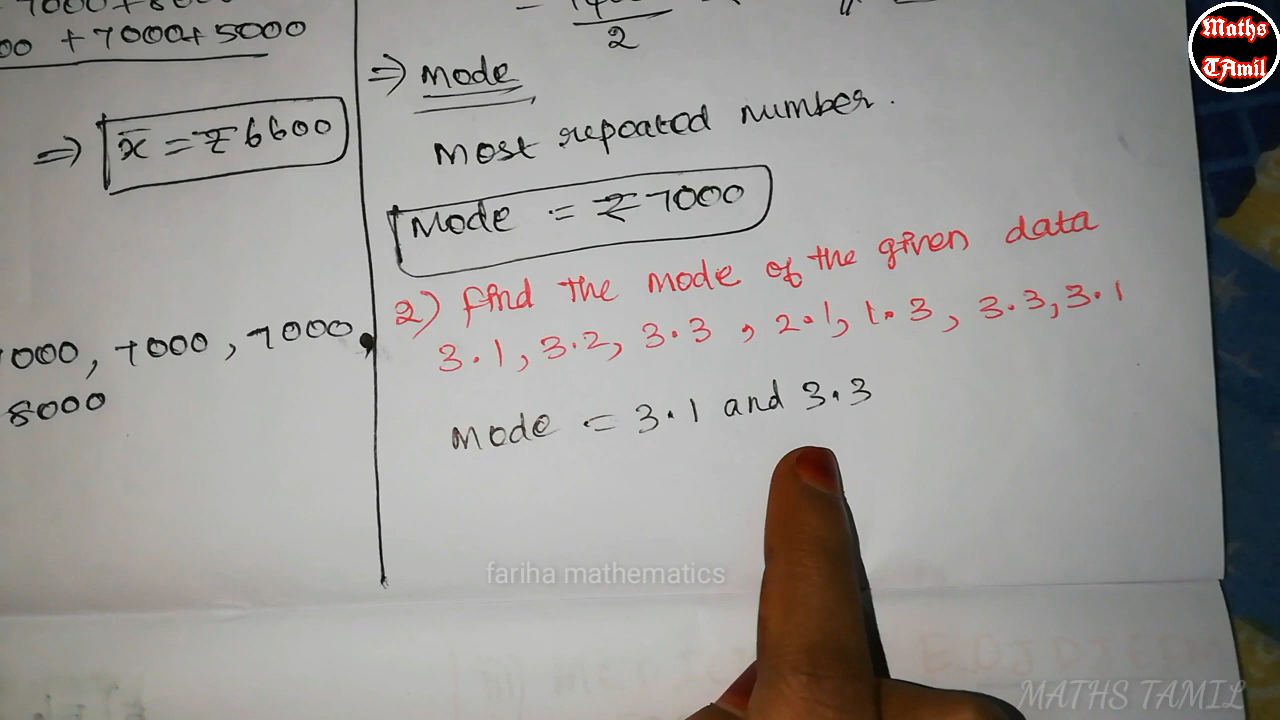 +7000+5000
⇒ x̄ = ₹6600
7000, 7000,
8000
2
⇒ Mode
Most repeated number.
Mode = ₹7000
2) Find the mode of the given data
3.1, 3.2, 3.3, 2.1, 1.3, 3.3, 3.1
Mode = 3.1 and 3.3
fariha mathematics
Maths
TAmil
MATHS TAMIL